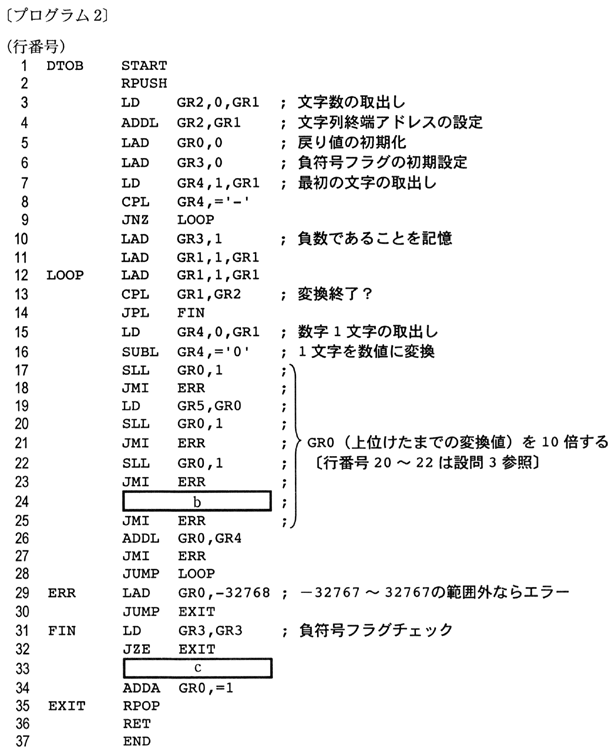 〔プログラム2〕
(行番号)
1 DTOB START
2 RPUSH
3 LD GR2,0,GR1 ; 文字数の取出し
4 ADDL GR2,GR1 ; 文字列終端アドレスの設定
5 LAD GR0,0 ; 戻り値の初期化
6 LAD GR3,0 ; 負符号フラグの初期設定
7 LD GR4,1,GR1 ; 最初の文字の取出し
8 CPL GR4,='-'
9 JNZ LOOP
10 LAD GR3,1 ; 負数であることを記憶
11 LAD GR1,1,GR1
12 LOOP LAD GR1,1,GR1
13 CPL GR1,GR2 ; 変換終了?
14 JPL FIN
15 LD GR4,0,GR1 ; 数字1文字の取出し
16 SUBL GR4,='0' ; 1文字を数値に変換
17 SLL GR0,1 ;
18 JMI ERR ;
19 LD GR5,GR0 ;
20 SLL GR0,1 ;
21 JMI ERR ; GR0(上位けたまでの変換値)を10倍する
22 SLL GR0,1 ; 〔行番号20~22は設問3参照〕
23 JMI ERR ;
24 b ;
25 JMI ERR ;
26 ADDL GR0,GR4
27 JMI ERR
28 JUMP LOOP
29 ERR LAD GR0,-32768 ; -32767~32767の範囲外ならエラー
30 JUMP EXIT
31 FIN LD GR3,GR3 ; 負符号フラグチェック
32 JZE EXIT
33 c
34 ADDA GR0,=1
35 EXIT RPOP
36 RET
37 END